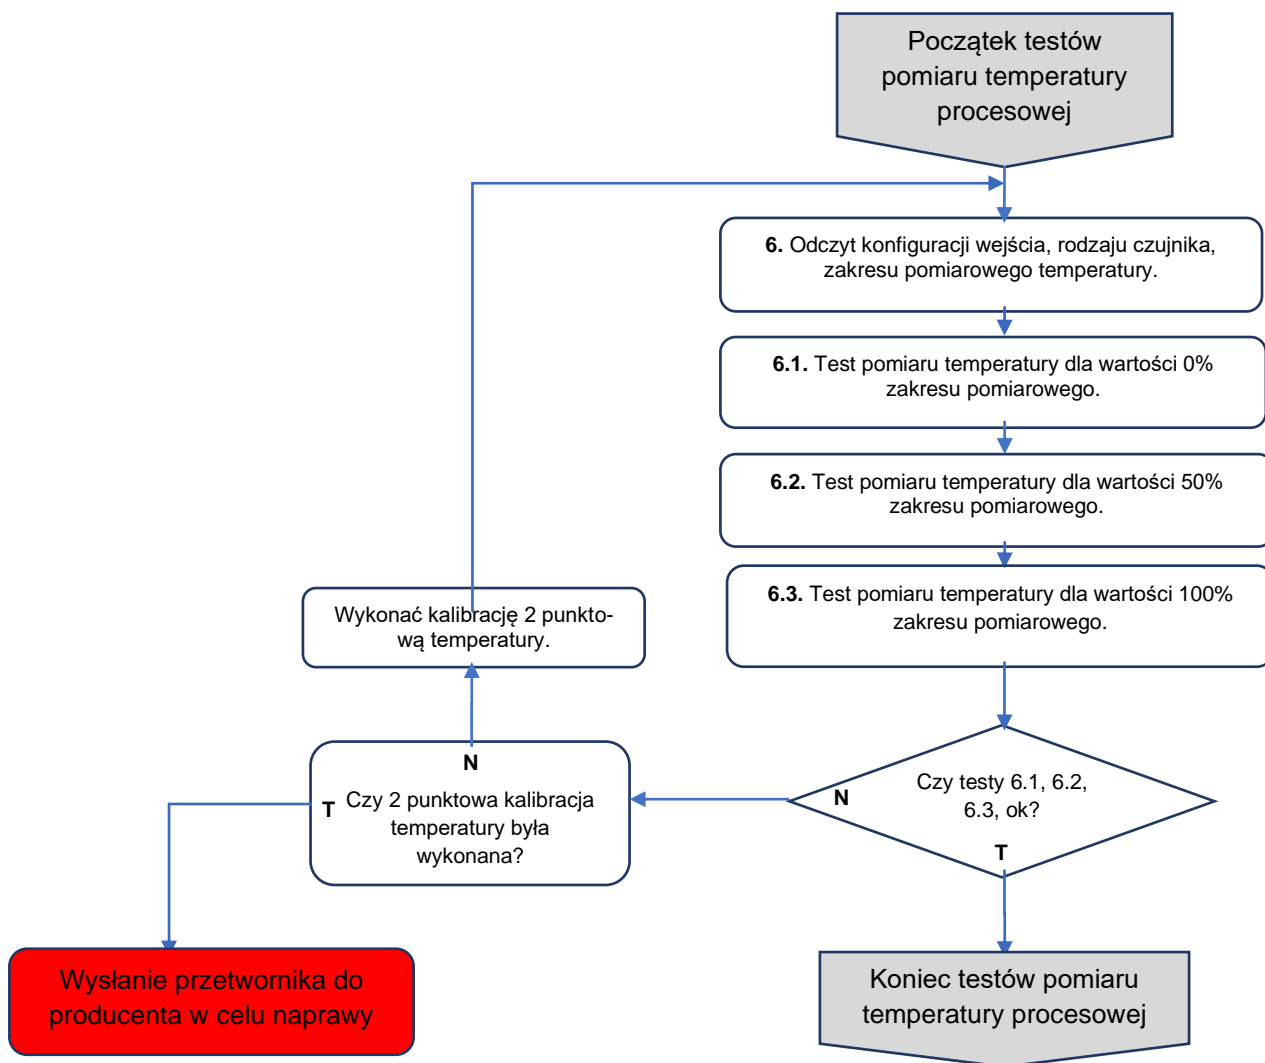 Początek testów
pomiaru temperatury
procesowej
6. Odczyt konfiguracji wejścia, rodzaju czujnika,
zakresu pomiarowego temperatury.
6.1. Test pomiaru temperatury dla wartości 0%
zakresu pomiarowego.
6.2. Test pomiaru temperatury dla wartości 50%
zakresu pomiarowego.
6.3. Test pomiaru temperatury dla wartości 100%
zakresu pomiarowego.
Wykonać kalibrację 2 punkto-
wą temperatury.
Czy testy 6.1, 6.2,
6.3, ok?
N
T
N
Czy 2 punktowa kalibracja
temperatury była
wykonana?
T
Wysłanie przetwornika do
producenta w celu naprawy
Koniec testów pomiaru
temperatury procesowej